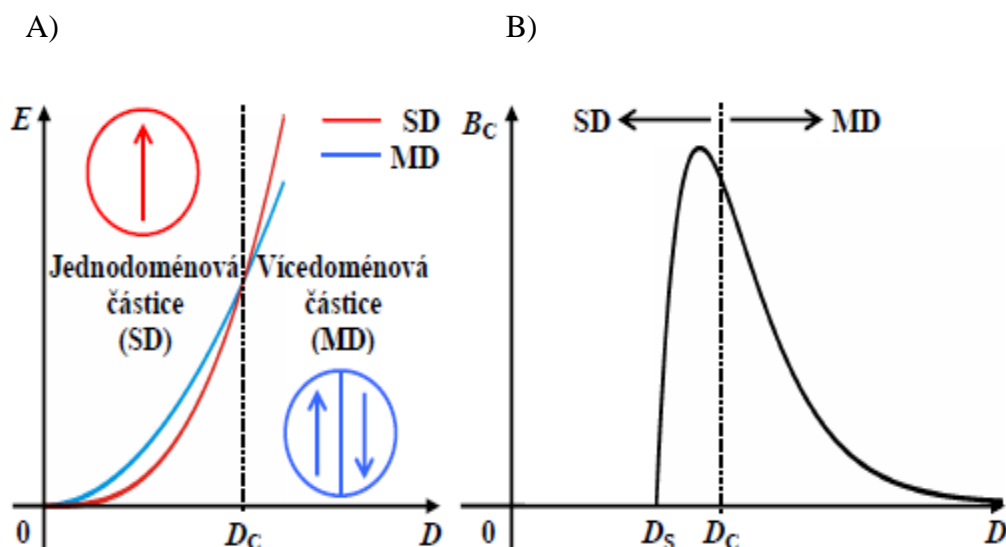 A)
B)
E
SD
MD
Jednodoménová
částice
(SD)
Vícedoménová
částice
(MD)
0
D_C
D
B_C
SD
MD
0
D_S
D_C
D